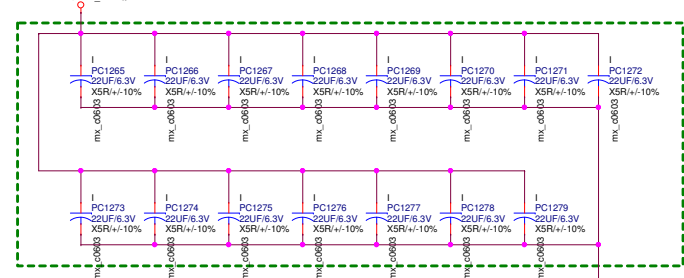 I I I I I I I I
PC1265 PC1266 PC1267 PC1268 PC1269 PC1270 PC1271 PC1272
22UF/6.3V 22UF/6.3V 22UF/6.3V 22UF/6.3V 22UF/6.3V 22UF/6.3V 22UF/6.3V 22UF/6.3V
X5R/+/-10% X5R/+/-10% X5R/+/-10% X5R/+/-10% X5R/+/-10% X5R/+/-10% X5R/+/-10% X5R/+/-10%
mx_c0603 mx_c0603 mx_c0603 mx_c0603 mx_c0603 mx_c0603 mx_c0603 mx_c0603
I I I I I I I
PC1273 PC1274 PC1275 PC1276 PC1277 PC1278 PC1279
22UF/6.3V 22UF/6.3V 22UF/6.3V 22UF/6.3V 22UF/6.3V 22UF/6.3V 22UF/6.3V
X5R/+/-10% X5R/+/-10% X5R/+/-10% X5R/+/-10% X5R/+/-10% X5R/+/-10% X5R/+/-10%
mx_c0603 mx_c0603 mx_c0603 mx_c0603 mx_c0603 mx_c0603 mx_c0603